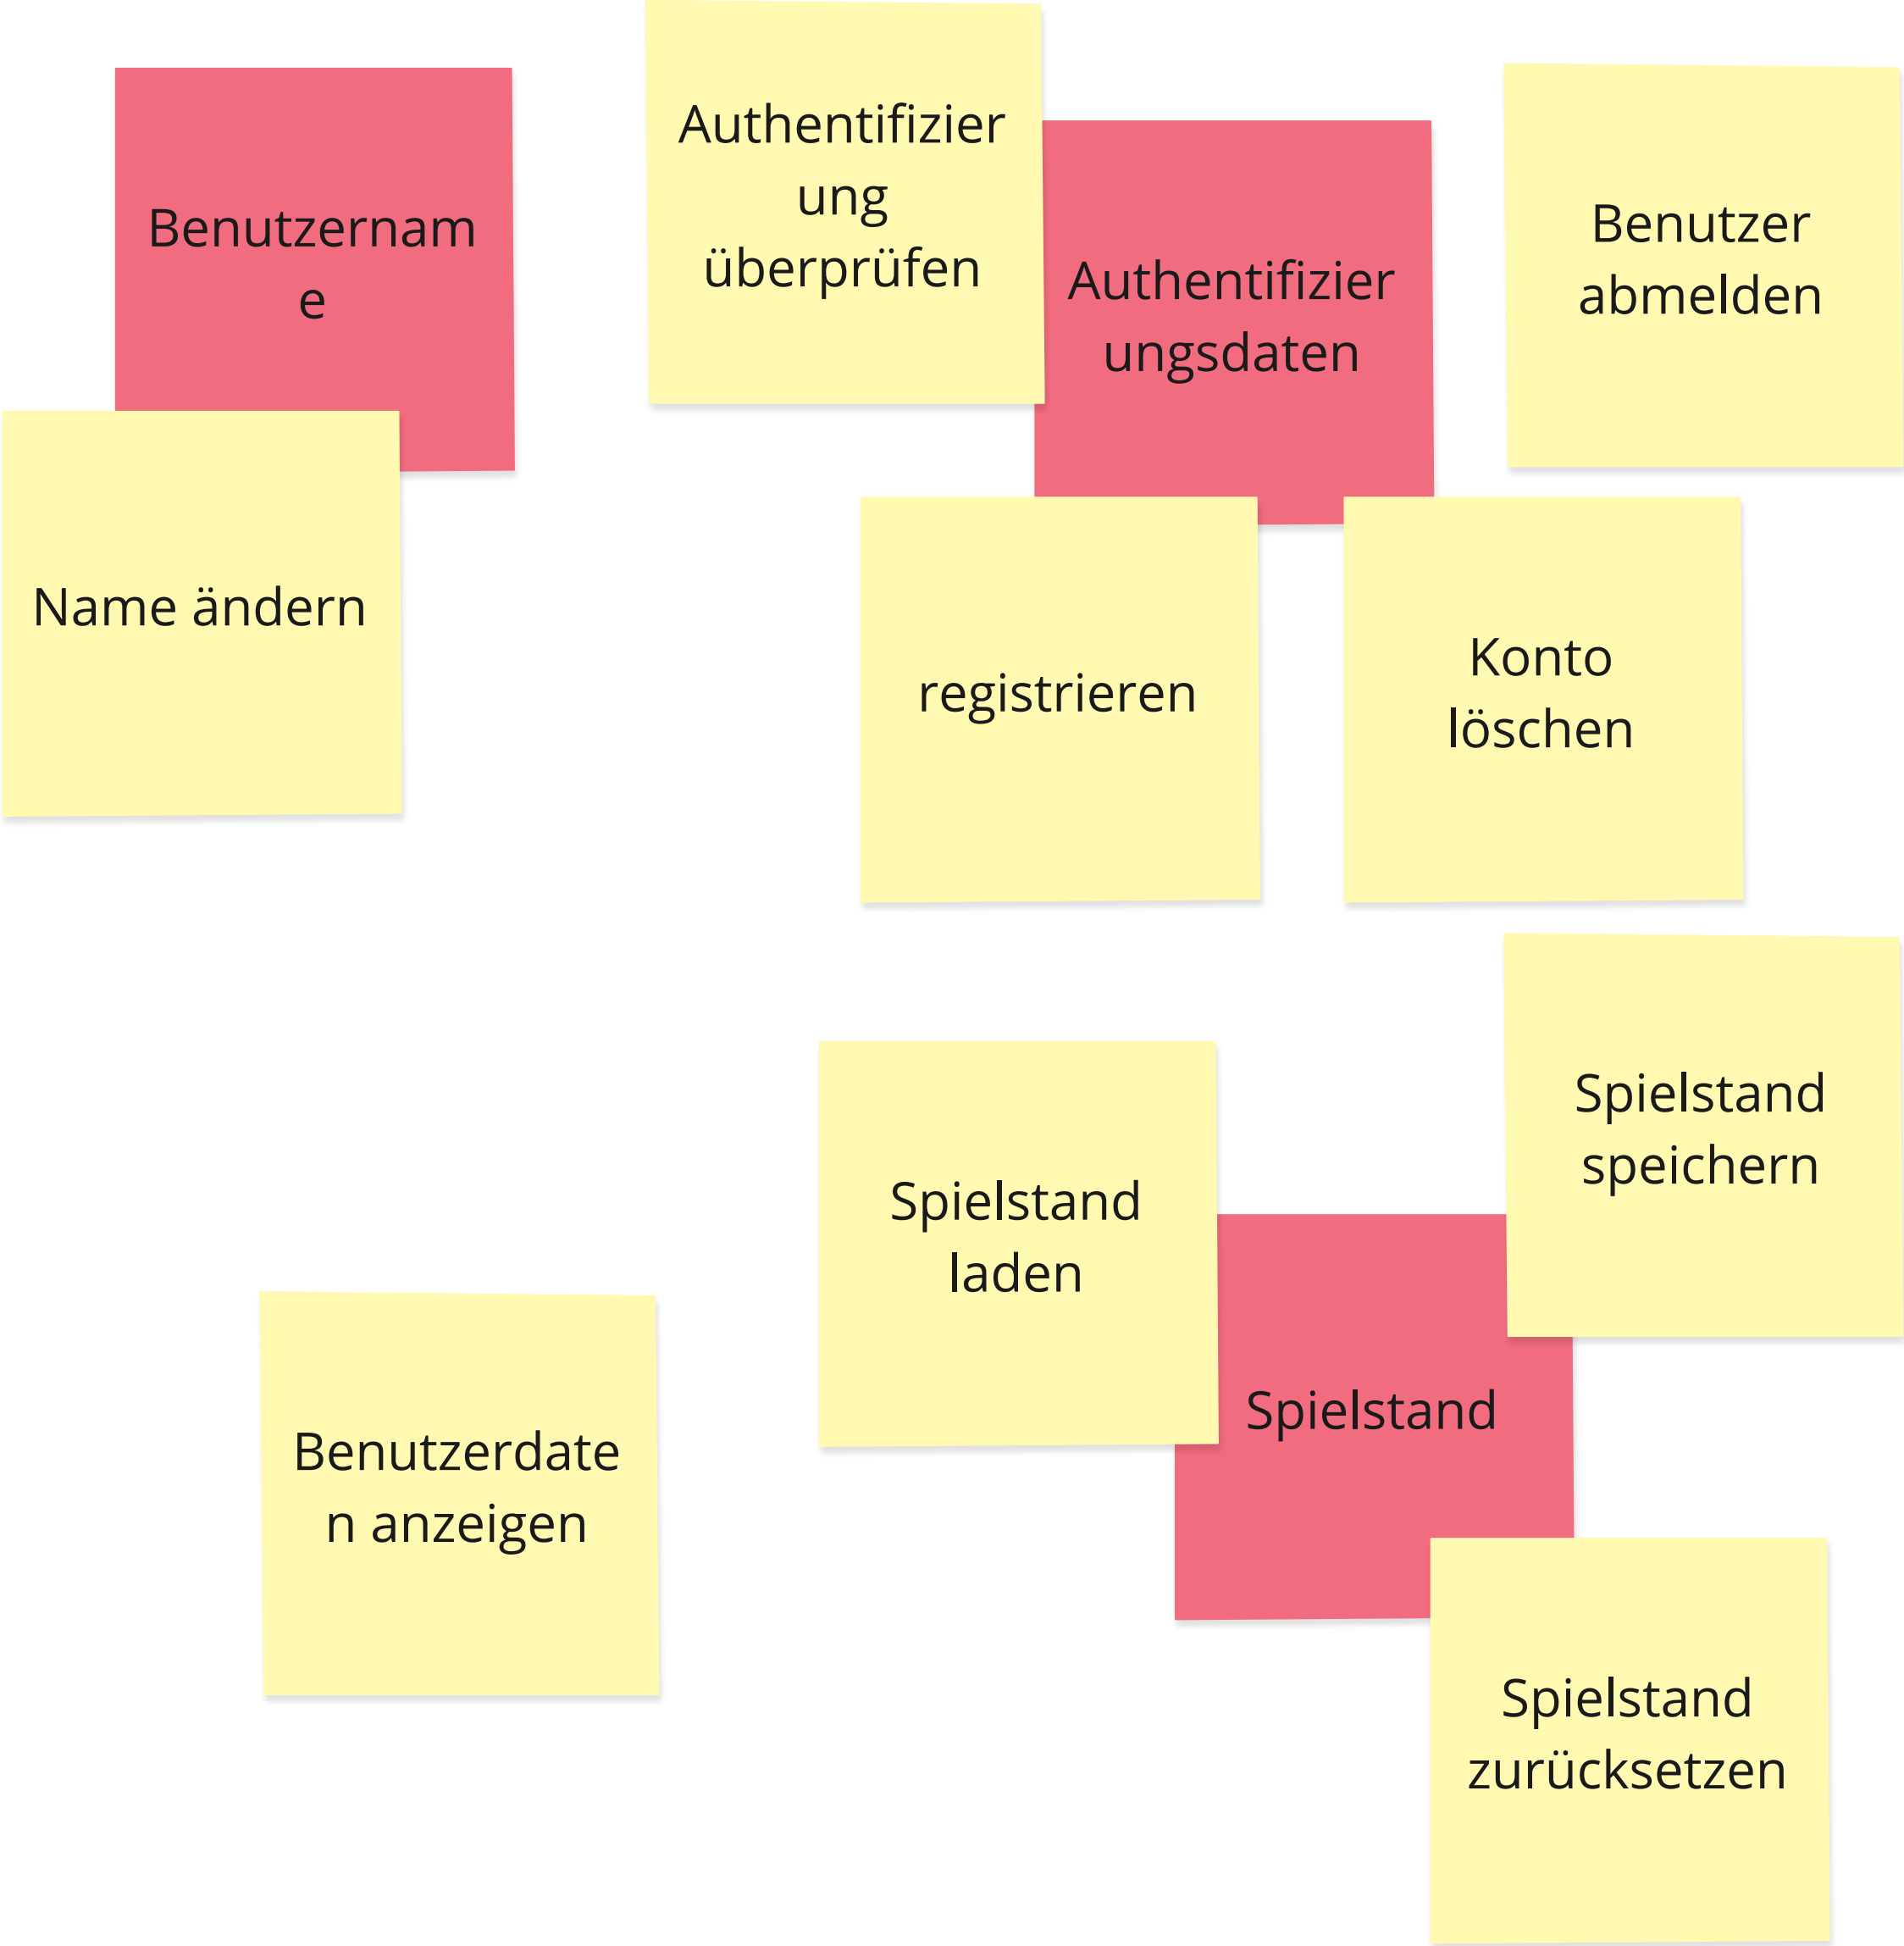 Benutzernam
e
Authentifizier
ung
überprüfen
Authentifizier
ungsdaten
Benutzer
abmelden
Name ändern
registrieren
Konto
löschen
Spielstand
laden
Spielstand
speichern
Spielstand
Benutzerdate
n anzeigen
Spielstand
zurücksetzen